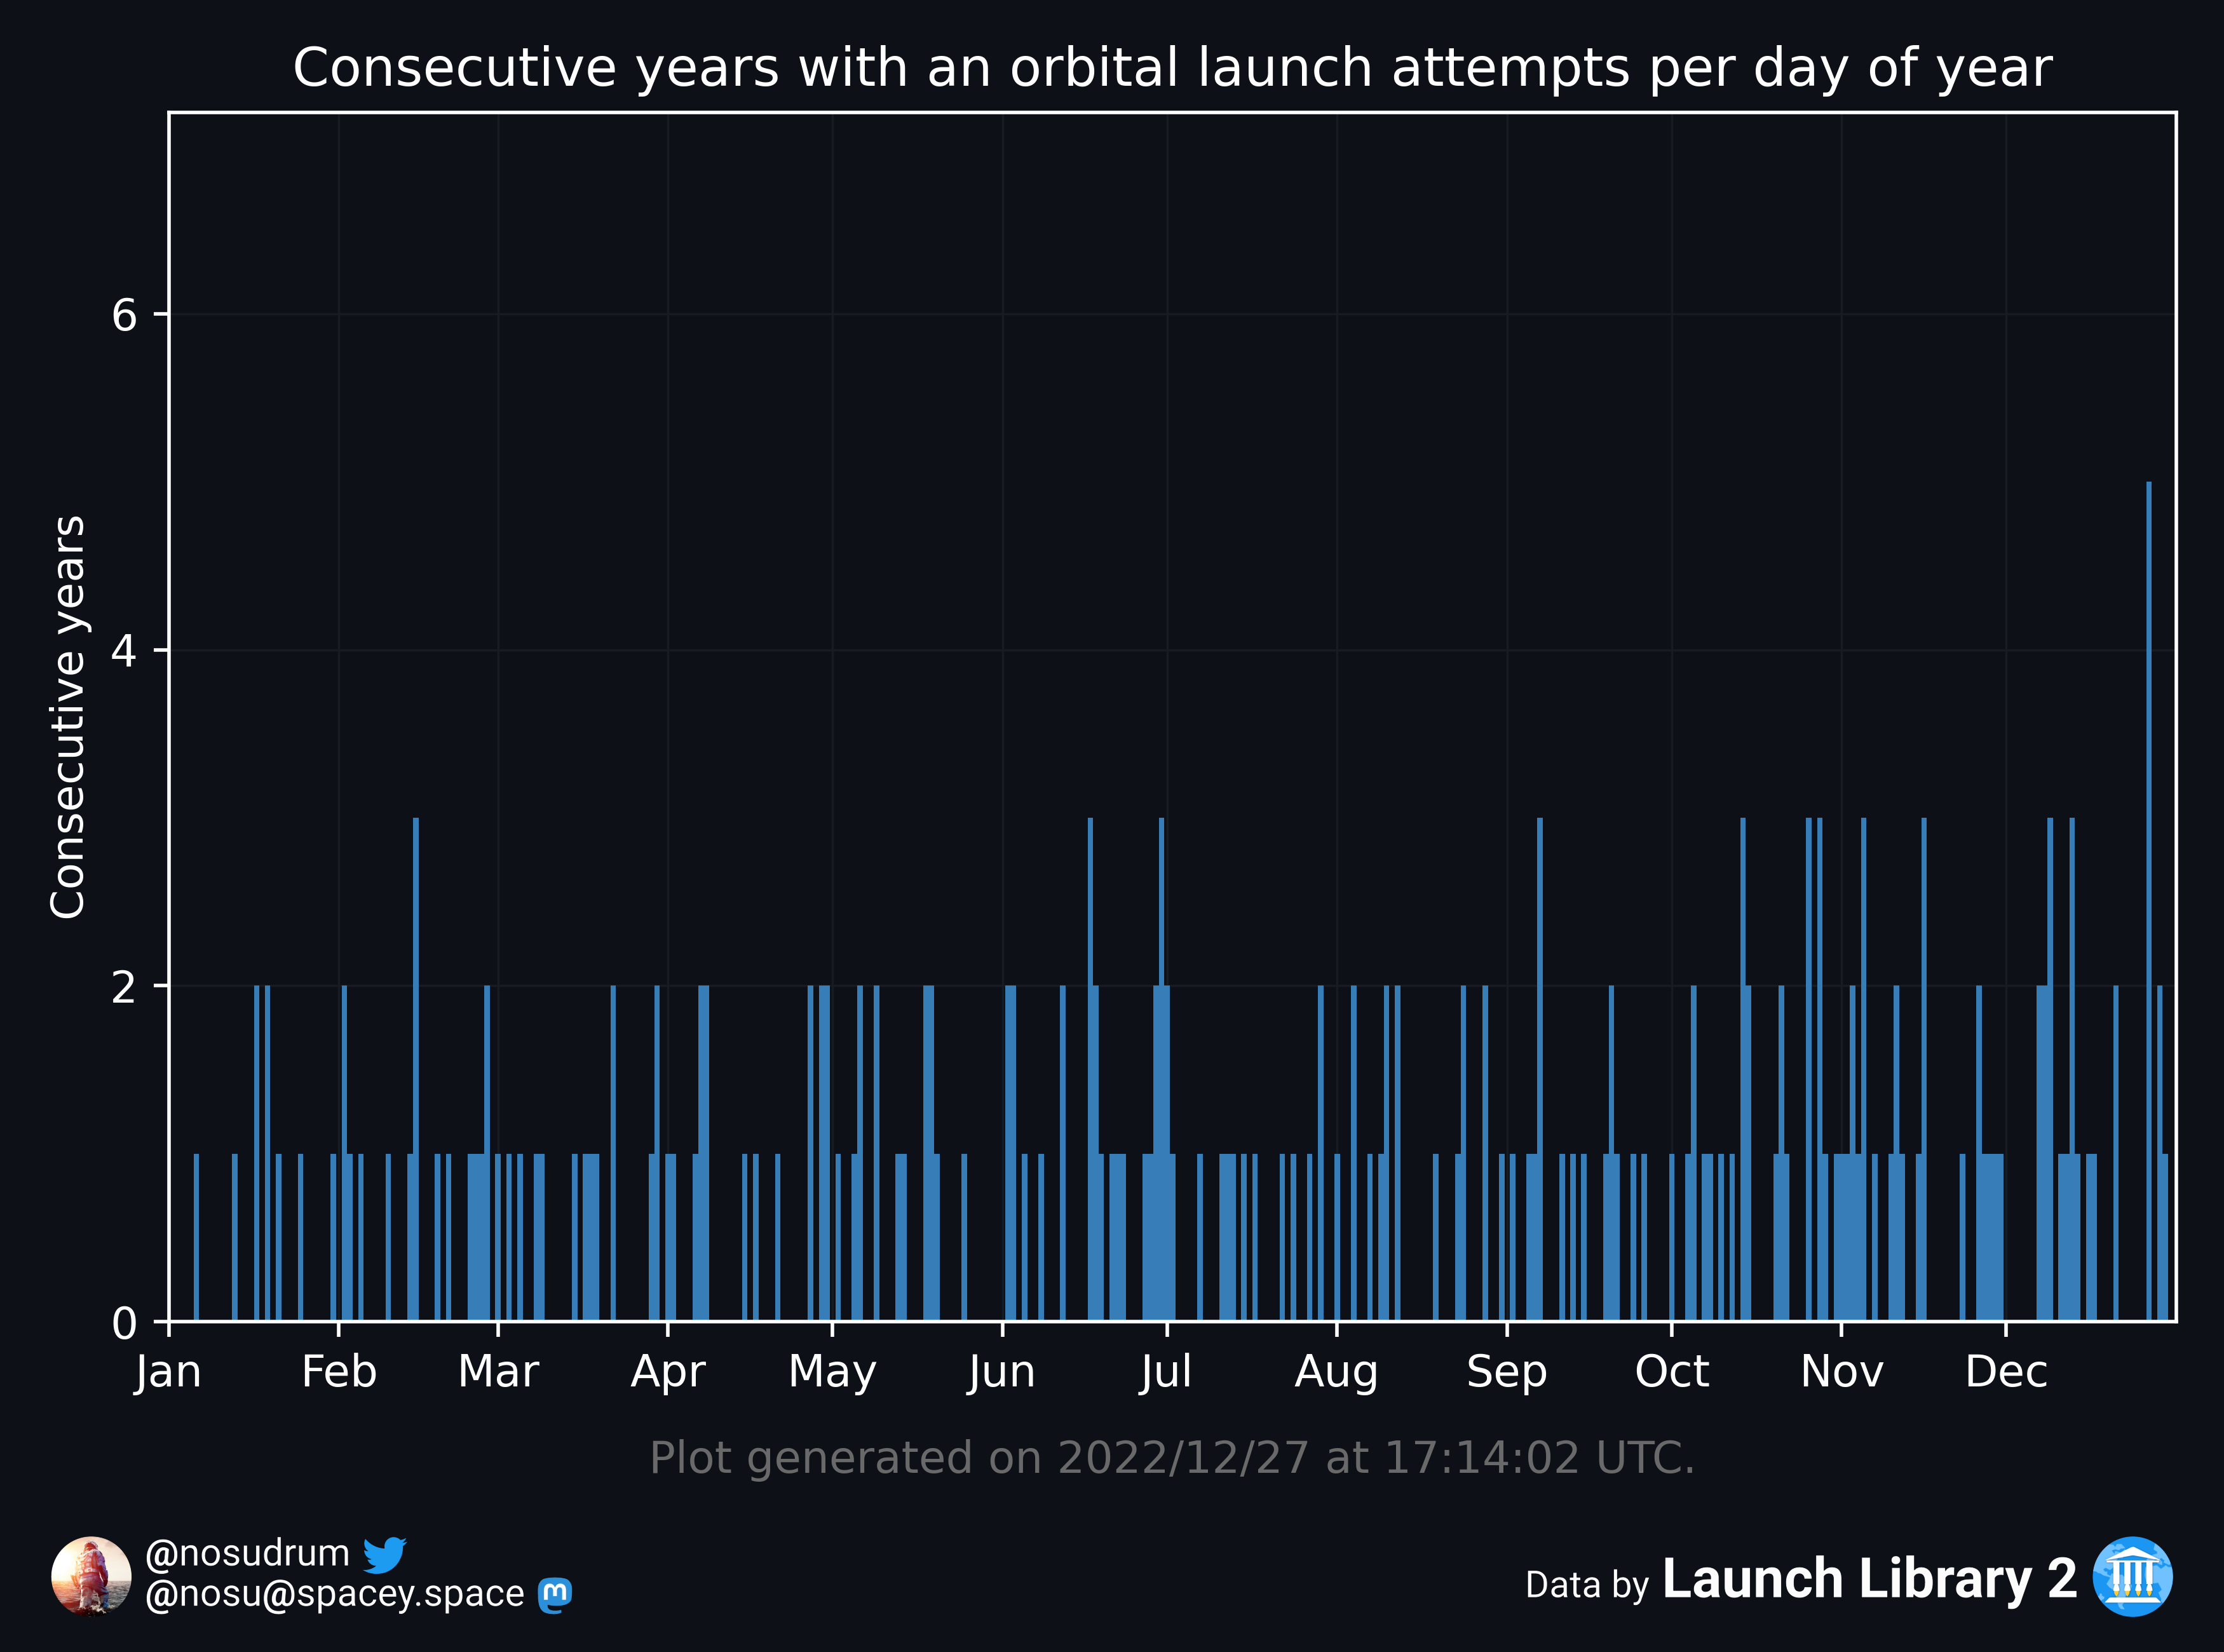 Consecutive years with an orbital launch attempts per day of year
Consecutive years
6
4
2
0
Jan Feb Mar Apr May Jun Jul Aug Sep Oct Nov Dec
Plot generated on 2022/12/27 at 17:14:02 UTC.
@nosudrum
@nosu@spacey.space
Data by Launch Library 2